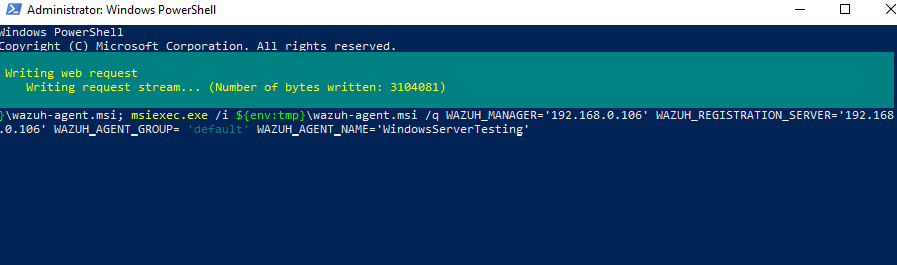 Administrator: Windows PowerShell
Windows PowerShell
Copyright (C) Microsoft Corporation. All rights reserved.
Writing web request
Writing request stream... (Number of bytes written: 3104081)
}\wazuh-agent.msi; msiexec.exe /i ${env:tmp}\wazuh-agent.msi /q WAZUH_MANAGER='192.168.0.106' WAZUH_REGISTRATION_SERVER='192.168
.0.106' WAZUH_AGENT_GROUP= 'default' WAZUH_AGENT_NAME='WindowsServerTesting'